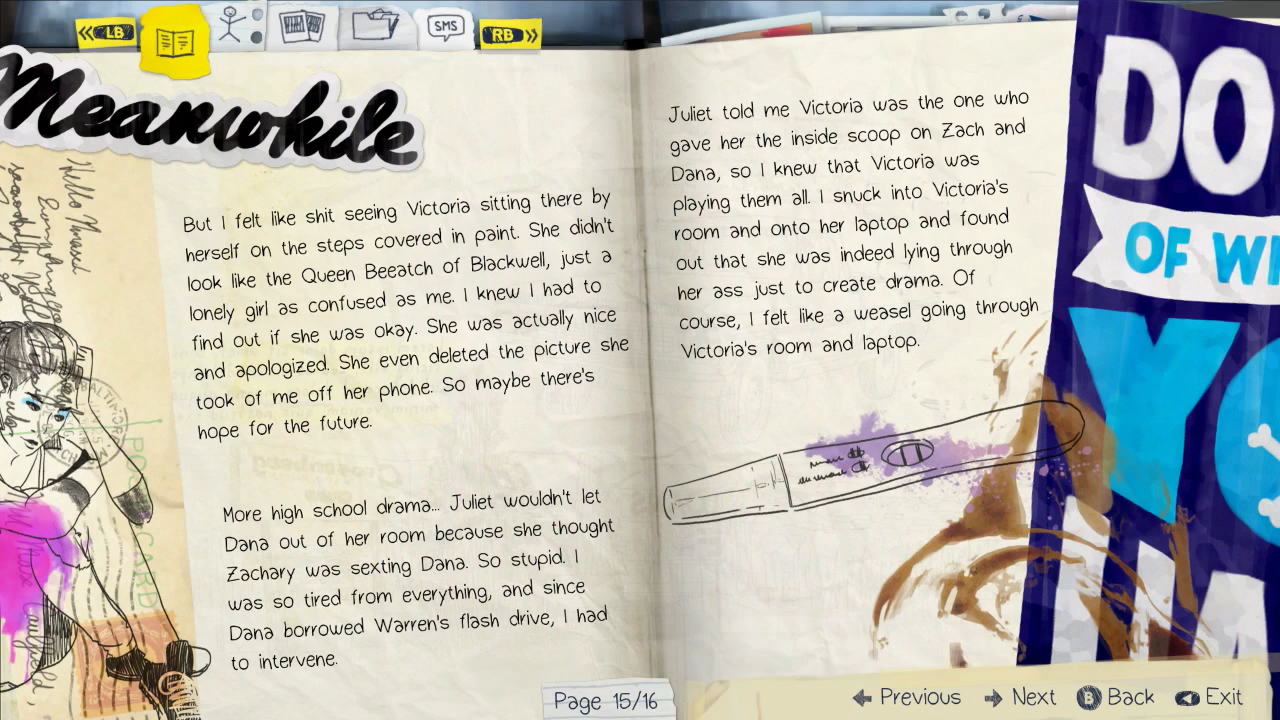 LB
SMS
RB
Meanwhile
But I felt like shit seeing Victoria sitting there by
herself on the steps covered in paint. She didn't
look like the Queen Beeatch of Blackwell, just a
lonely girl as confused as me. I knew I had to
find out if she was okay. She was actually nice
and apologized. She even deleted the picture she
took of me off her phone. So maybe there's
hope for the future.
More high school drama... Juliet wouldn't let
Dana out of her room because she thought
Zachary was sexting Dana. So stupid. I
was so tired from everything, and since
Dana borrowed Warren's flash drive, I had
to intervene.
Juliet told me Victoria was the one who
gave her the inside scoop on Zach and
Dana, so I knew that Victoria was
playing them all. I snuck into Victoria's
room and onto her laptop and found
out that she was indeed lying through
her ass just to create drama. Of
course, I felt like a weasel going through
Victoria's room and laptop.
POSTCARD
DO
OF WI
Page 15/16
Previous
Next
B Back
Exit